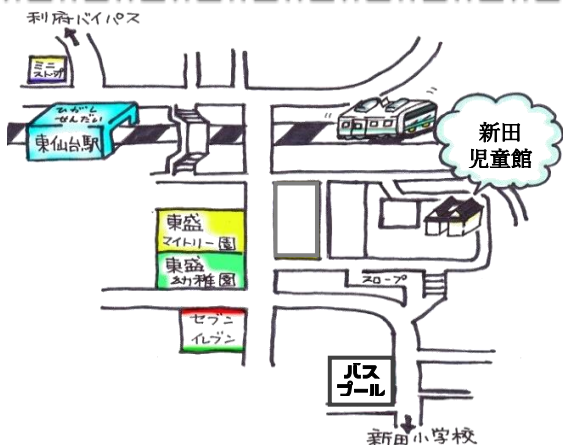 利府バイパス
ミニ
ストップ
ひがし
せんだい
東仙台駅
新田
児童館
東盛
マイトリー園
東盛
幼稚園
スロープ
セブン
イレブン
バス
プール
新田小学校